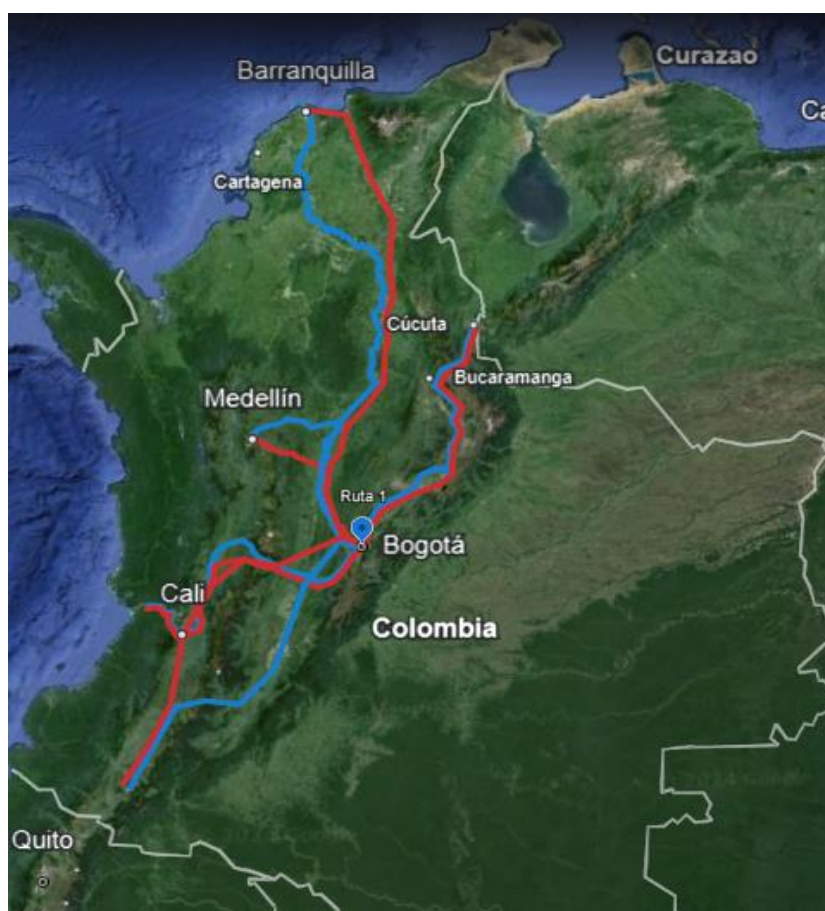 Curazao
Barranquilla
Ca
Cartagena
Cúcuta
Bucaramanga
Medellín
Ruta 1
Bogotá
Cali
Colombia
Quito